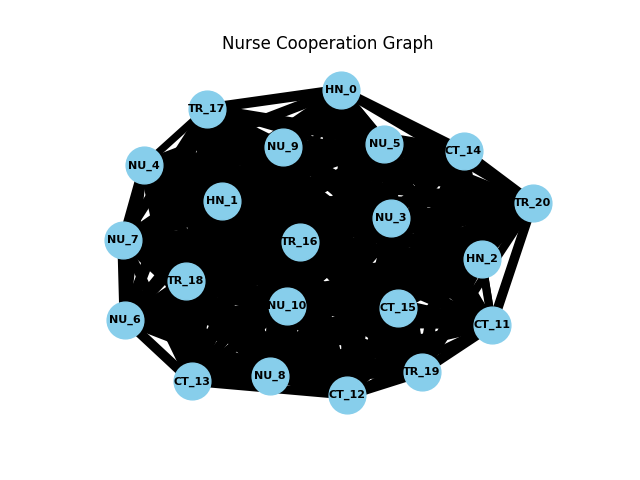 Nurse Cooperation Graph
HN_0
TR_17
NU_5
NU_9
CT_14
NU_4
HN_1
TR_20
NU_3
NU_7
TR_16
HN_2
TR_18
NU_10
CT_15
NU_6
CT_11
TR_19
NU_8
CT_13
CT_12